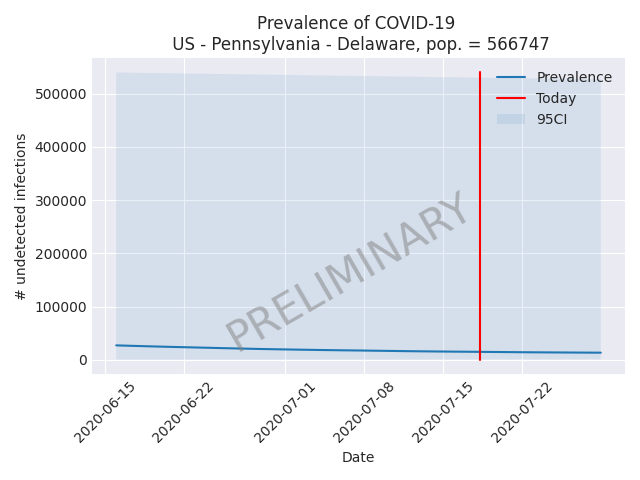 Prevalence of COVID-19
US - Pennsylvania - Delaware, pop. = 566747
Prevalence
Today
95CI
500000
400000
300000
200000
100000
0
# undetected infections
PRELIMINARY
2020-06-15
2020-06-22
2020-07-01
2020-07-08
2020-07-15
2020-07-22
Date